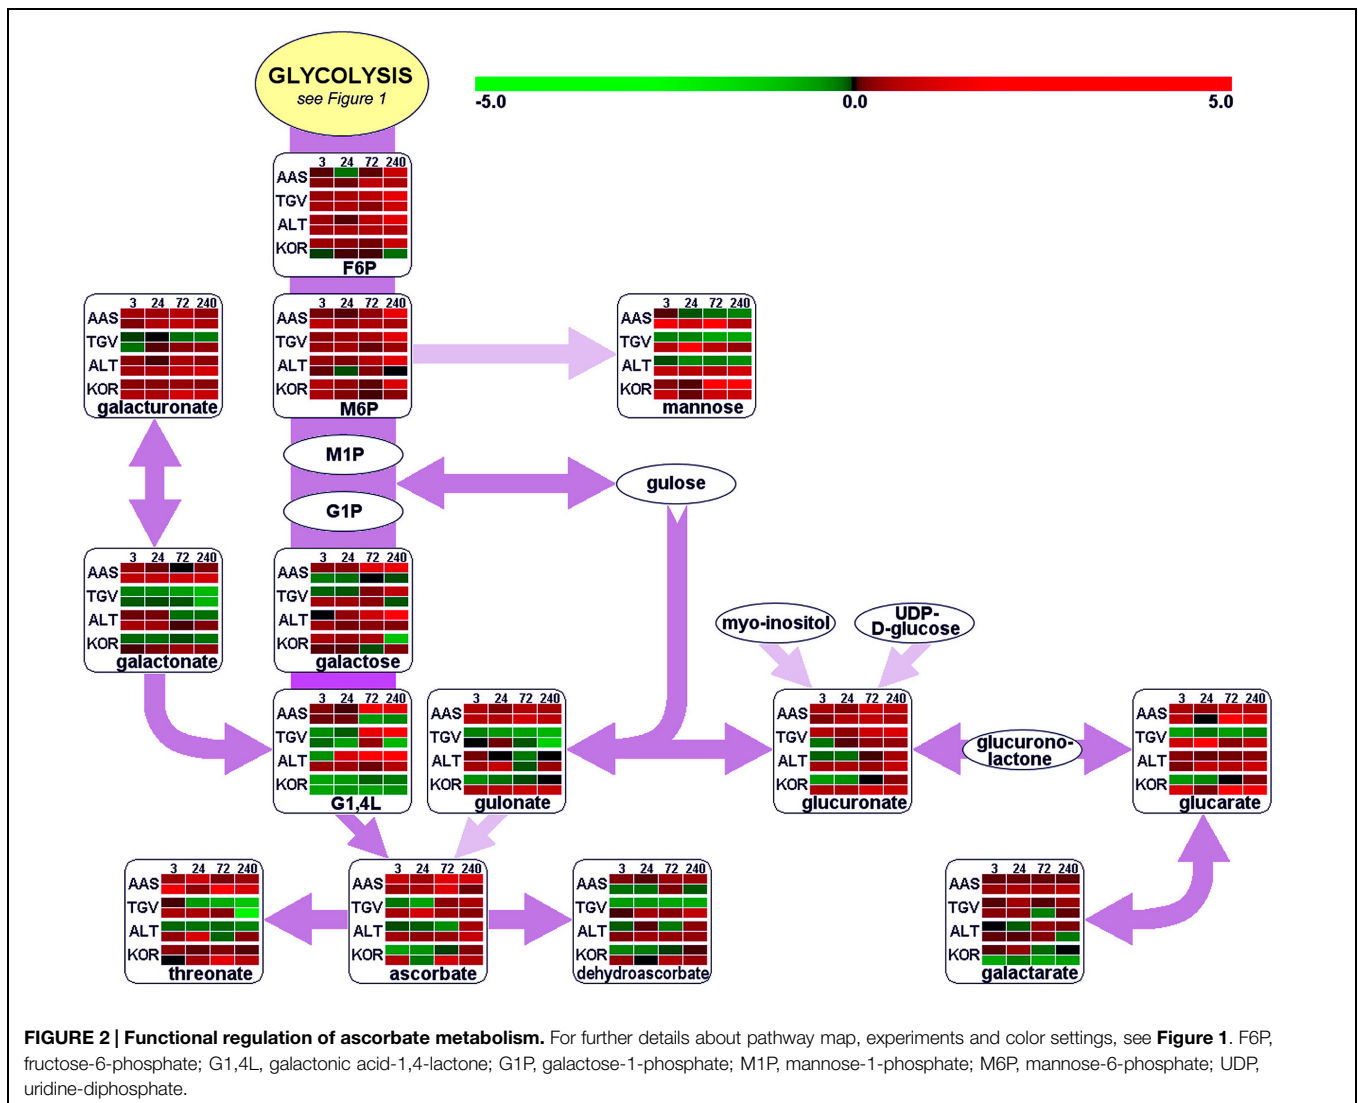 GLYCOLYSIS
see Figure 1
-5.0 0.0 5.0
3 24 72 240
AAS
TGV
ALT
KOR
F6P
3 24 72 240
AAS
TGV
ALT
KOR
galacturonate
3 24 72 240
AAS
TGV
ALT
KOR
M6P
3 24 72 240
AAS
TGV
ALT
KOR
mannose
M1P
gulose
G1P
3 24 72 240
AAS
TGV
ALT
KOR
galactonate
3 24 72 240
AAS
TGV
ALT
KOR
galactose
myo-inositol
UDP-
D-glucose
3 24 72 240
AAS
TGV
ALT
KOR
G1,4L
3 24 72 240
AAS
TGV
ALT
KOR
gulonate
3 24 72 240
AAS
TGV
ALT
KOR
glucuronate
glucurono-
lactone
3 24 72 240
AAS
TGV
ALT
KOR
glucarate
3 24 72 240
AAS
TGV
ALT
KOR
threonate
3 24 72 240
AAS
TGV
ALT
KOR
ascorbate
3 24 72 240
AAS
TGV
ALT
KOR
dehydroascorbate
3 24 72 240
AAS
TGV
ALT
KOR
galactarate
FIGURE 2 | Functional regulation of ascorbate metabolism. For further details about pathway map, experiments and color settings, see Figure 1. F6P,
fructose-6-phosphate; G1,4L, galactonic acid-1,4-lactone; G1P, galactose-1-phosphate; M1P, mannose-1-phosphate; M6P, mannose-6-phosphate; UDP,
uridine-diphosphate.